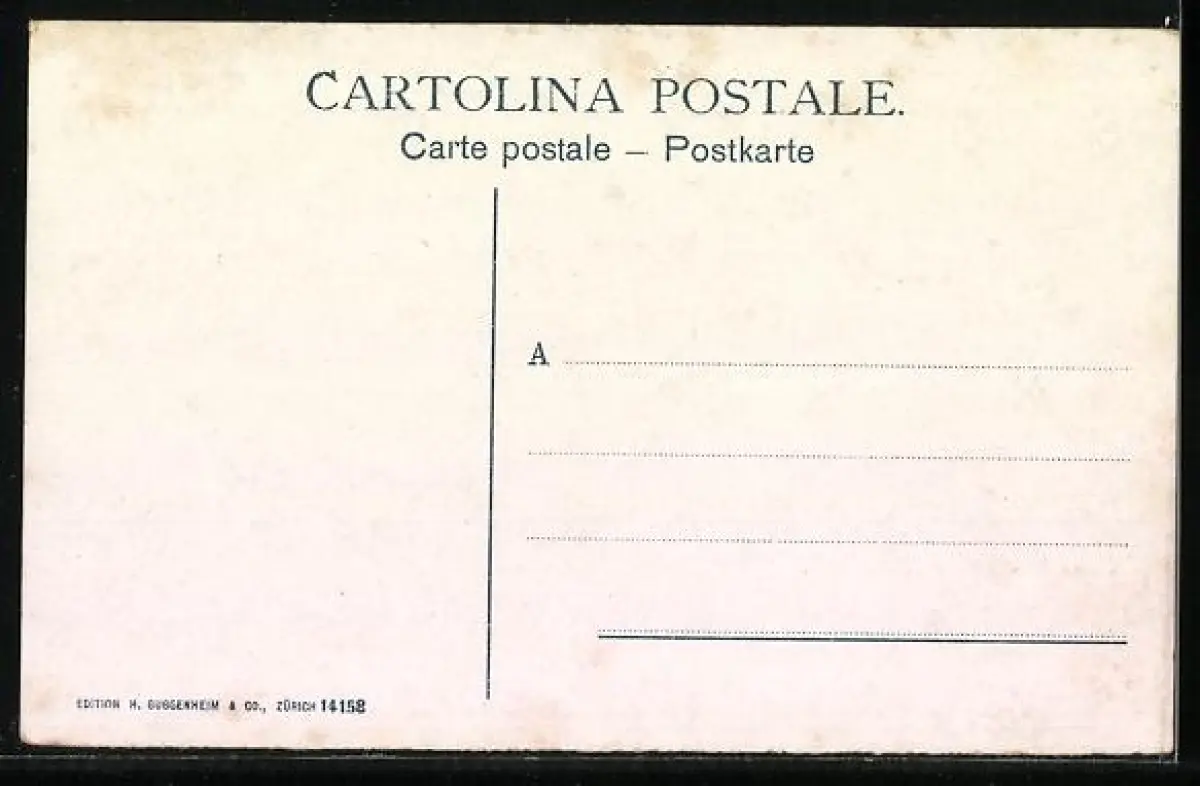 CARTOLINA POSTALE.
Carte postale — Postkarte
A
EDITION H. GUGGENHEIM & CO., ZÜRICH 14158